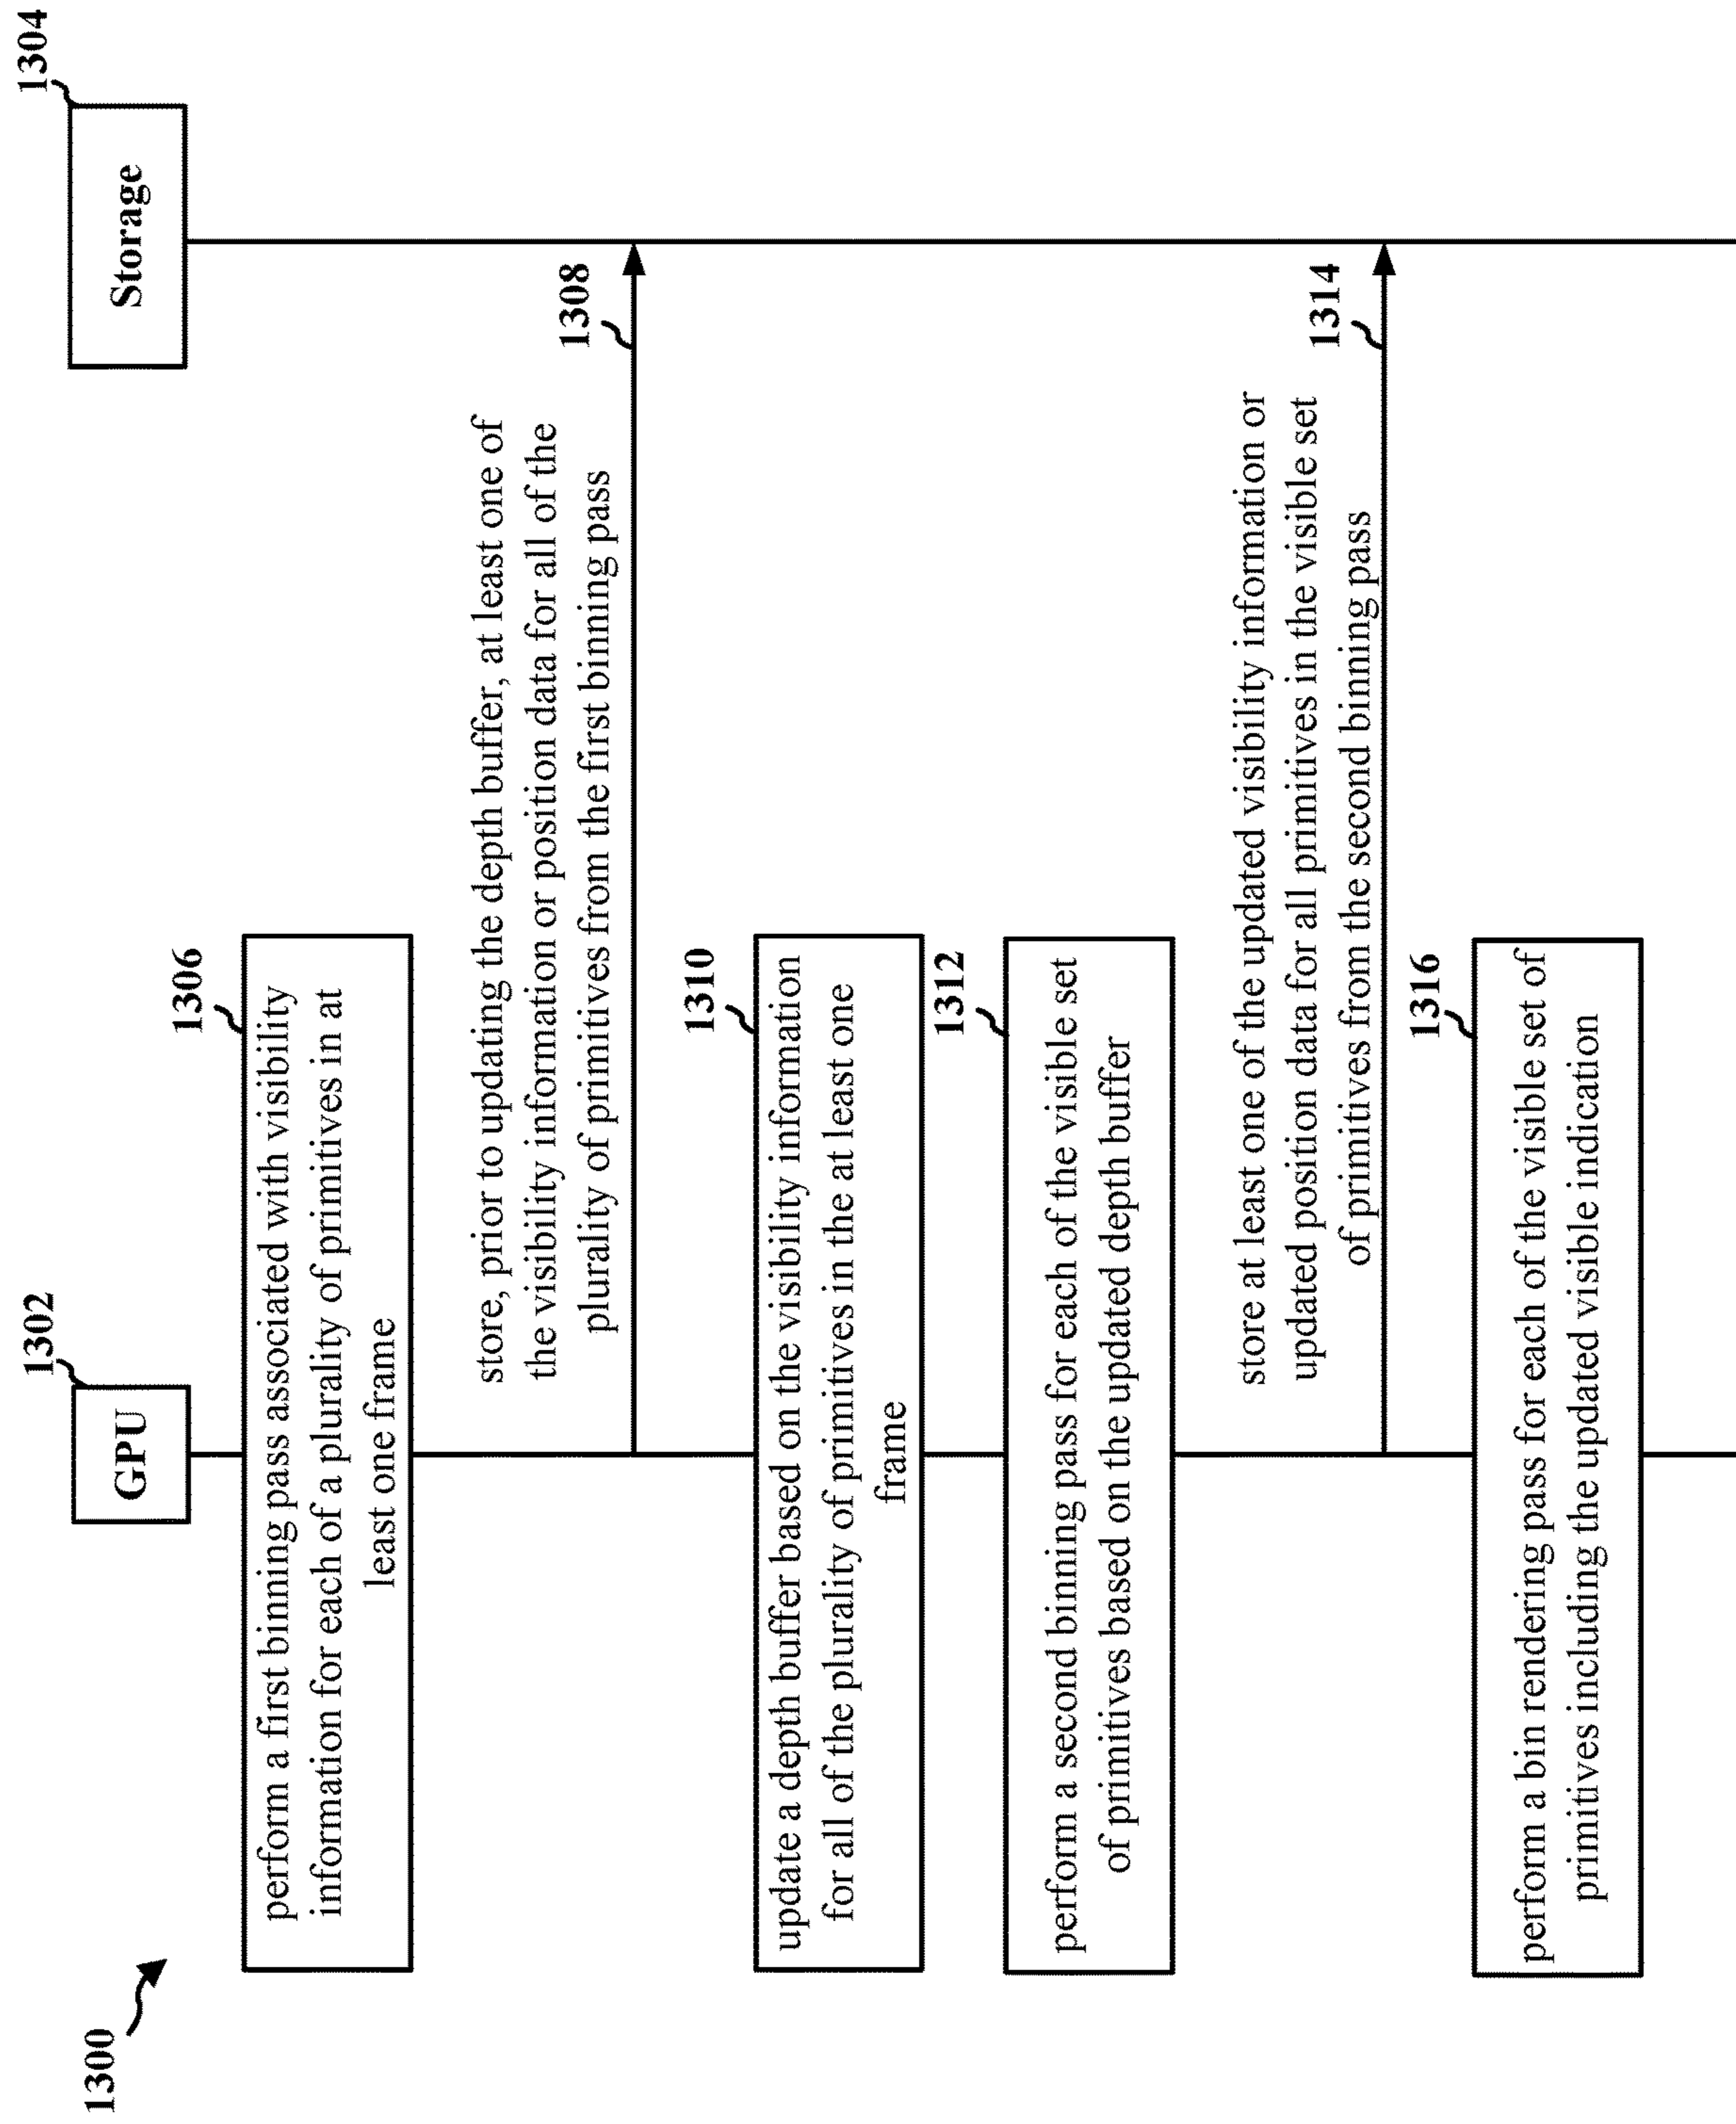 1300
1302
GPU
1304
Storage
1306
perform a first binning pass associated with visibility
information for each of a plurality of primitives in at
least one frame
store, prior to updating the depth buffer, at least one of
the visibility information or position data for all of the
plurality of primitives from the first binning pass
1308
1310
update a depth buffer based on the visibility information
for all of the plurality of primitives in the at least one
frame
1312
perform a second binning pass for each of the visible set
of primitives based on the updated depth buffer
store at least one of the updated visibility information or
updated position data for all primitives in the visible set
of primitives from the second binning pass
1314
1316
perform a bin rendering pass for each of the visible set of
primitives including the updated visible indication